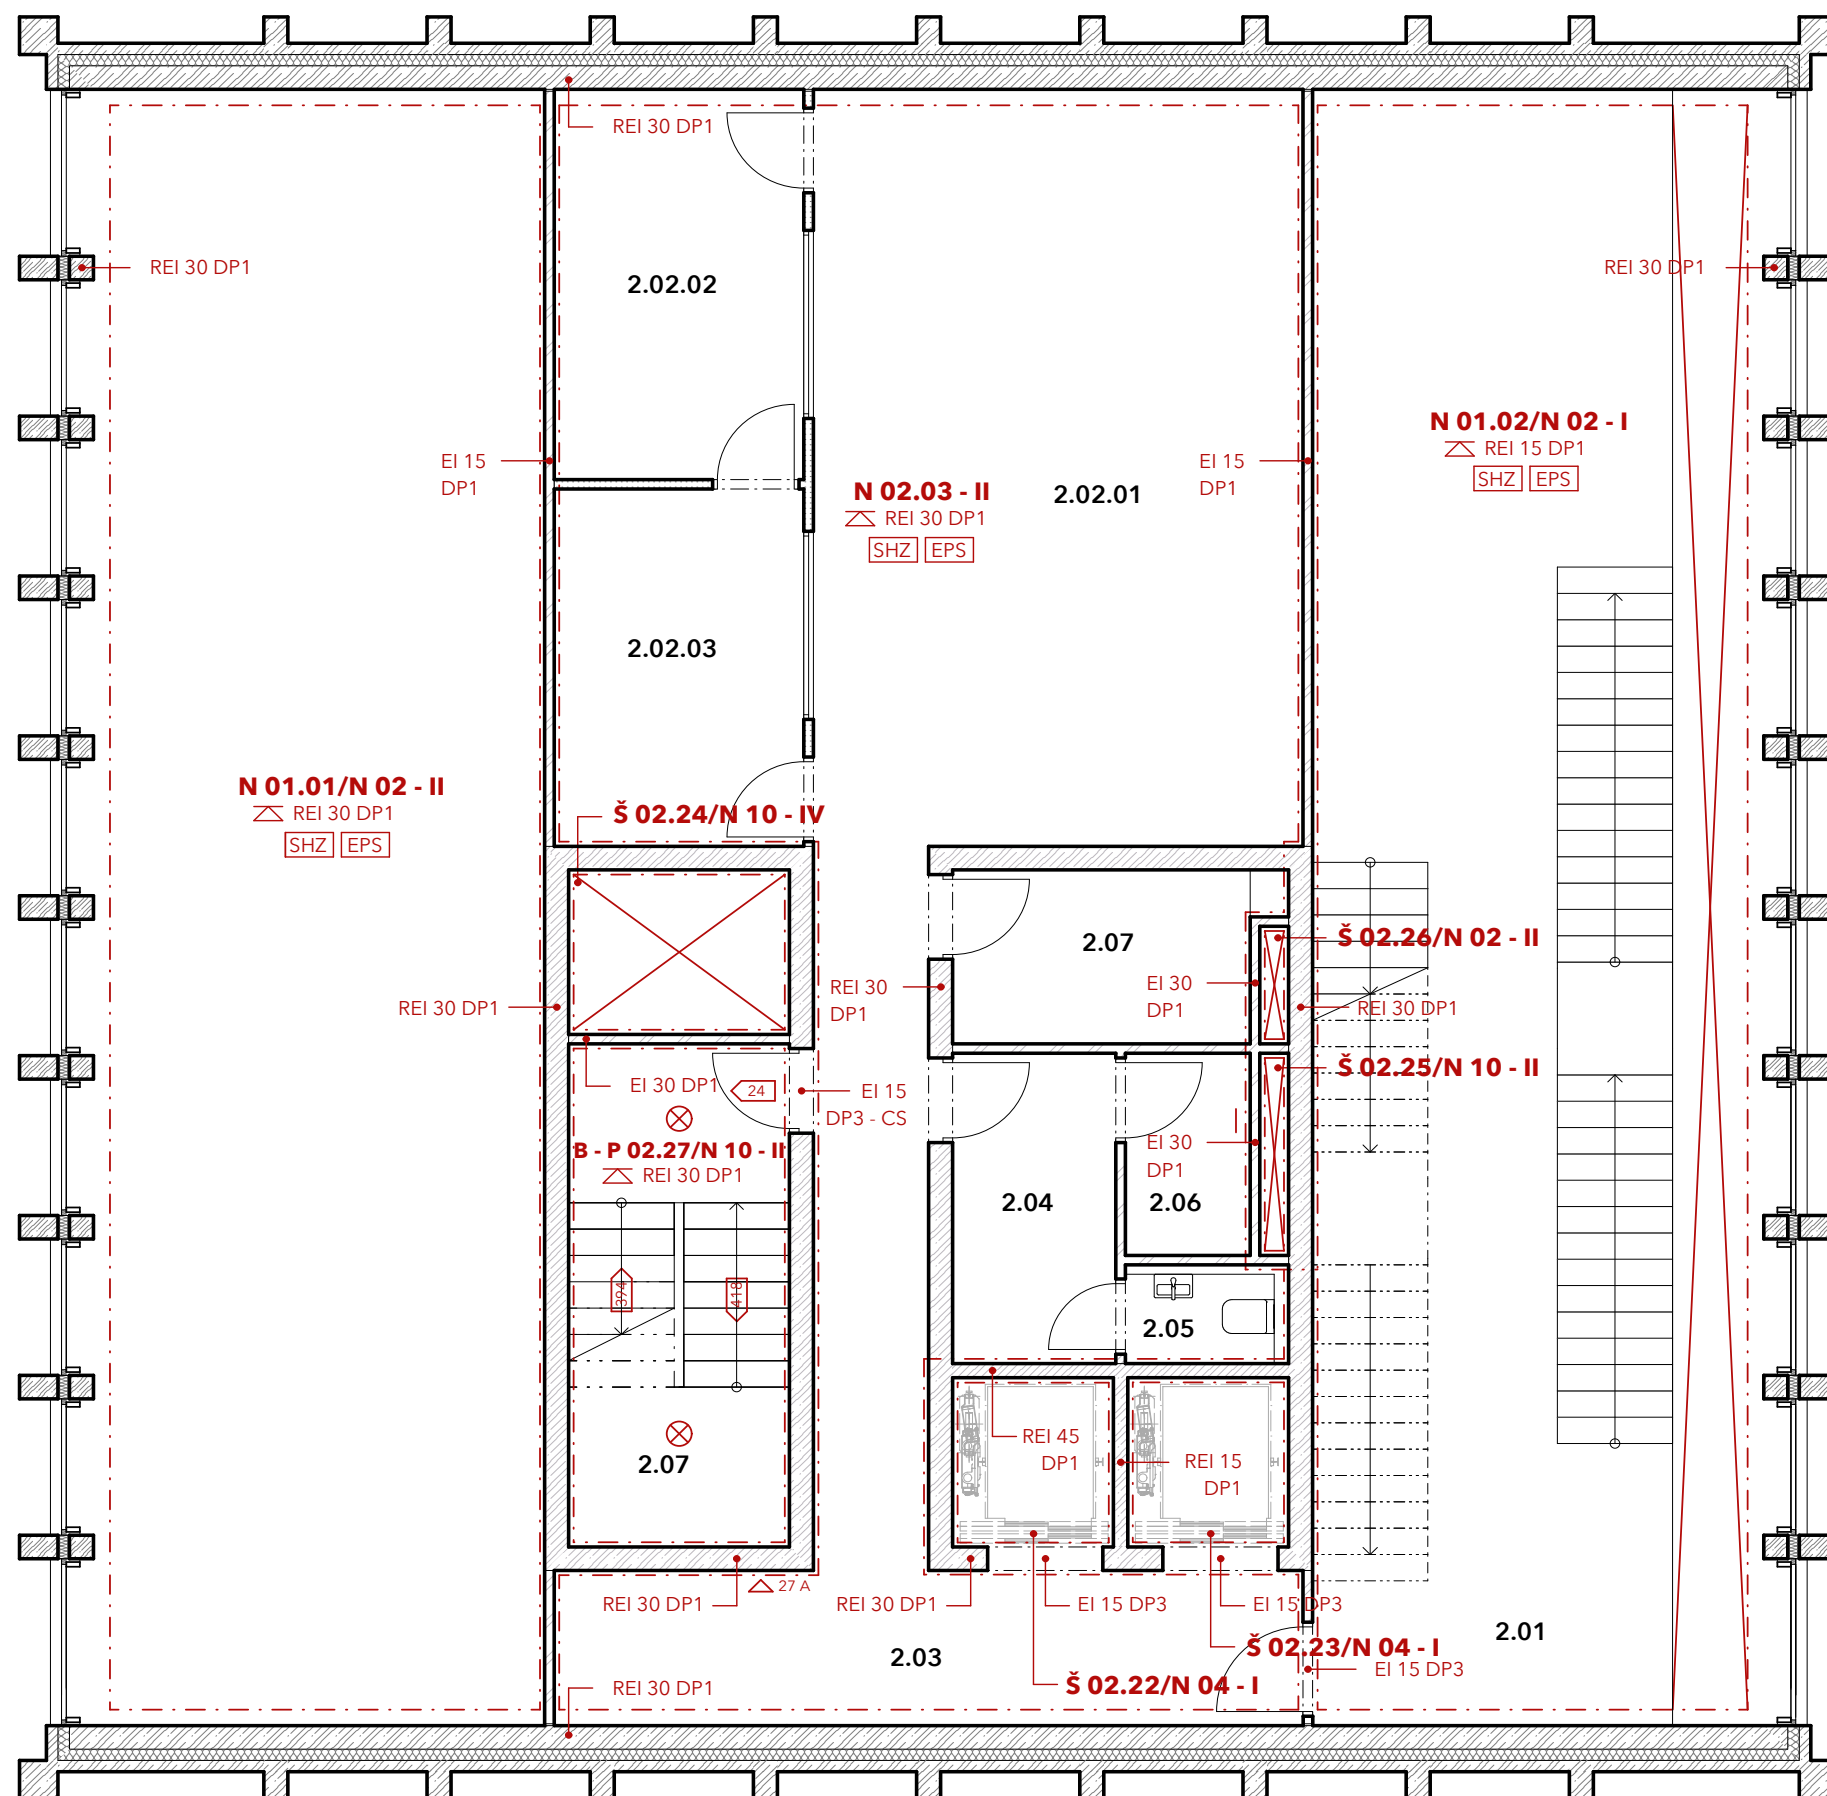 REI 30 DP1
REI 30 DP1
REI 30 DP1
2.02.02
N 01.02/N 02 - I
REI 15 DP1
SHZ EPS
EI 15
DP1
EI 15
DP1
N 02.03 - II
REI 30 DP1
SHZ EPS
2.02.01
2.02.03
N 01.01/N 02 - II
REI 30 DP1
SHZ EPS
Š 02.24/N 10 - IV
2.07
Š 02.26/N 02 - II
REI 30 DP1
REI 30
DP1
EI 30
DP1
REI 30 DP1
Š 02.25/N 10 - II
EI 30 DP1
24
EI 15
DP3 - CS
EI 30
DP1
B - P 02.27/N 10 - II
REI 30 DP1
2.04
2.06
394
418
2.05
2.07
REI 45
DP1
REI 15
DP1
27 A
REI 30 DP1
REI 30 DP1
EI 15 DP3
EI 15 DP3
2.03
Š 02.23/N 04 - I
2.01
EI 15 DP3
Š 02.22/N 04 - I
REI 30 DP1